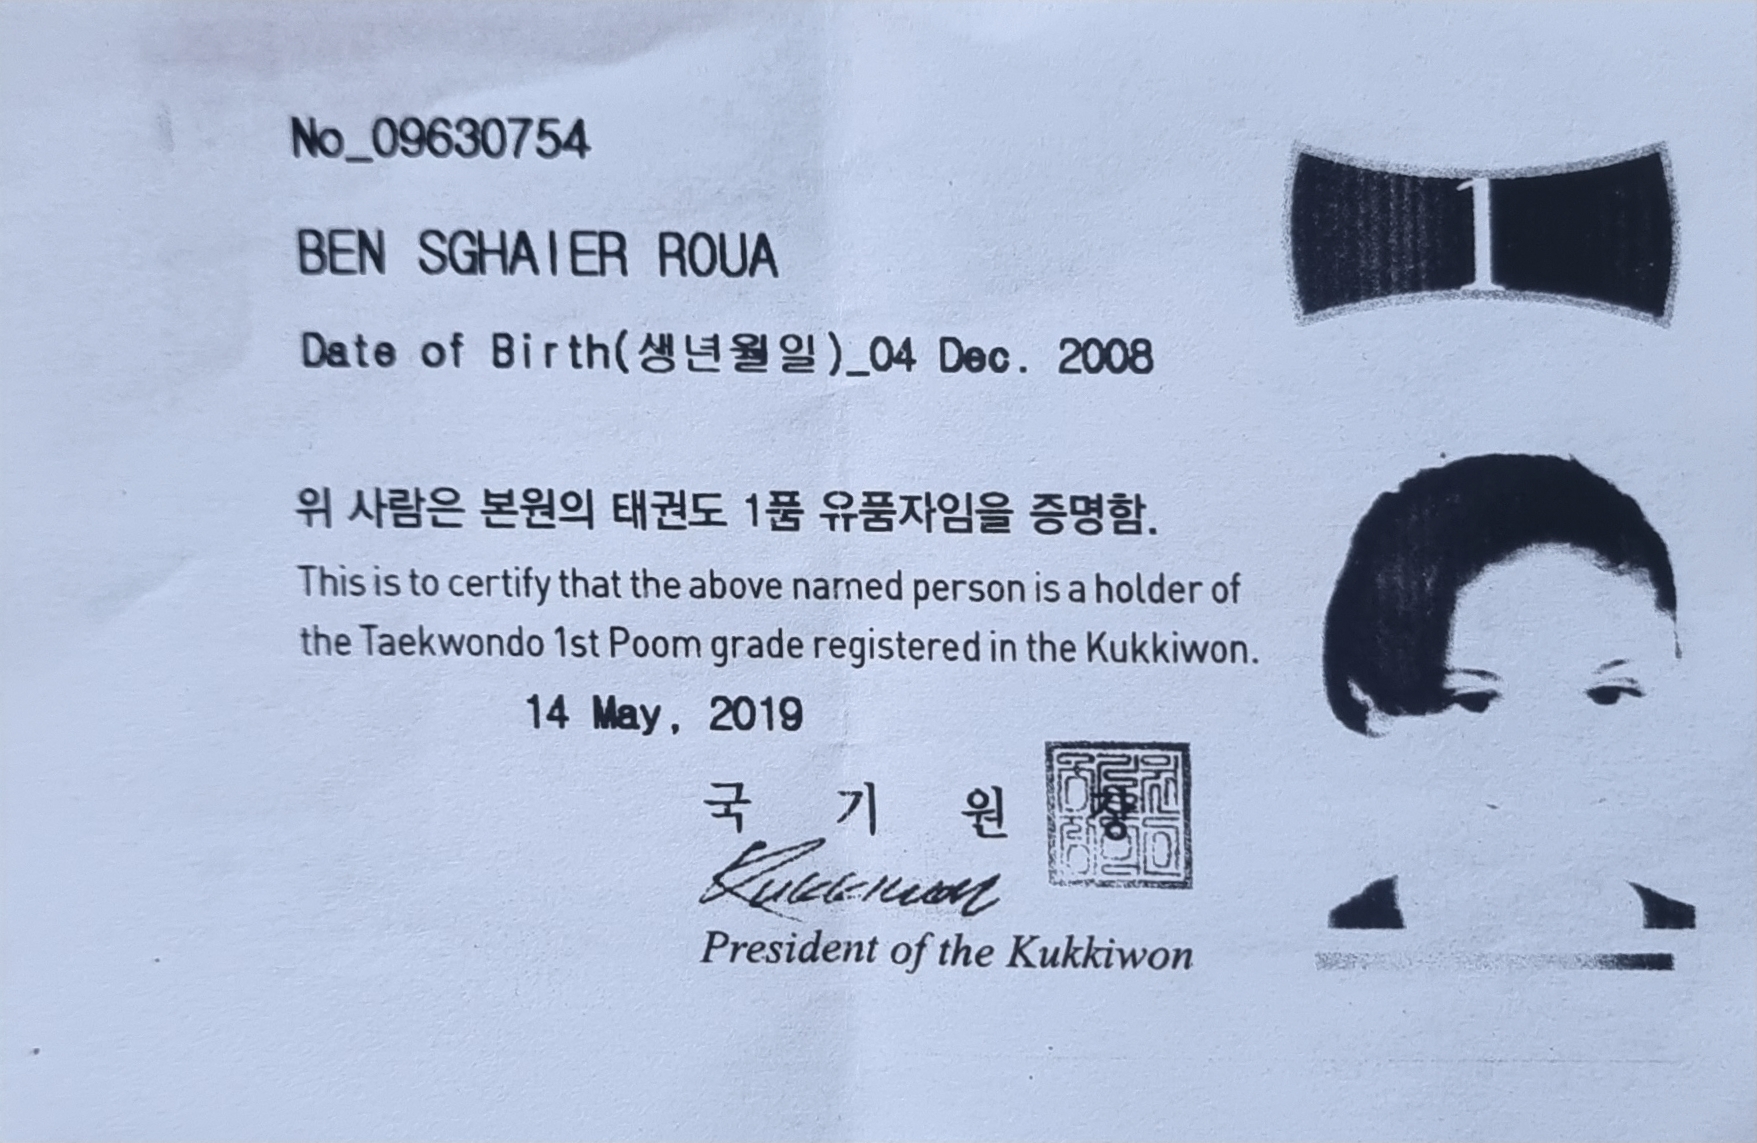 No_09630754
1
BEN SGHAIER ROUA
Date of Birth(생년월일)_04 Dec. 2008
위 사람은 본원의 태권도 1품 유품자임을 증명함.
This is to certify that the above named person is a holder of
the Taekwondo 1st Poom grade registered in the Kukkiwon.
14 May, 2019
국 기 원 장
Kukkiwon
President of the Kukkiwon